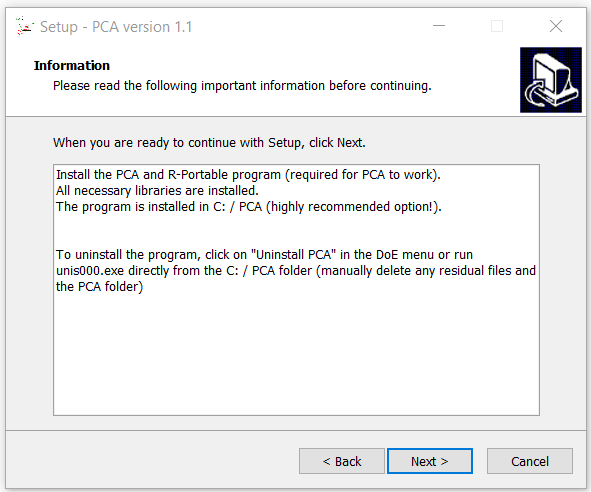 Setup - PCA version 1.1
Information
Please read the following important information before continuing.
When you are ready to continue with Setup, click Next.
Install the PCA and R-Portable program (required for PCA to work).
All necessary libraries are installed.
The program is installed in C: / PCA (highly recommended option!).
To uninstall the program, click on "Uninstall PCA" in the DoE menu or run
unis000.exe directly from the C: / PCA folder (manually delete any residual files and
the PCA folder)
< Back
Next >
Cancel